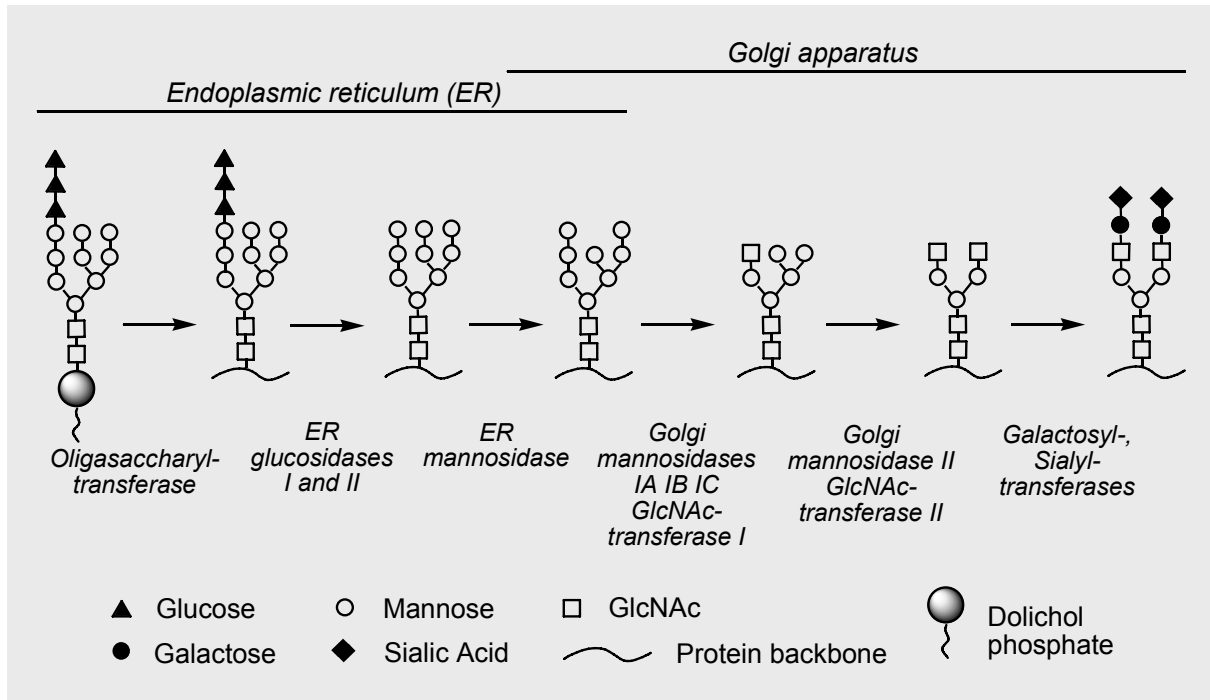 Golgi apparatus
Endoplasmic reticulum (ER)
Oligasaccharyl-
transferase
ER
glucosidases
I and II
ER
mannosidase
Golgi
mannosidases
IA IB IC
GlcNAc-
transferase I
Golgi
mannosidase II
GlcNAc-
transferase II
Galactosyl-,
Sialyl-
transferases
Glucose
Mannose
GlcNAc
Dolichol
phosphate
Galactose
Sialic Acid
Protein backbone